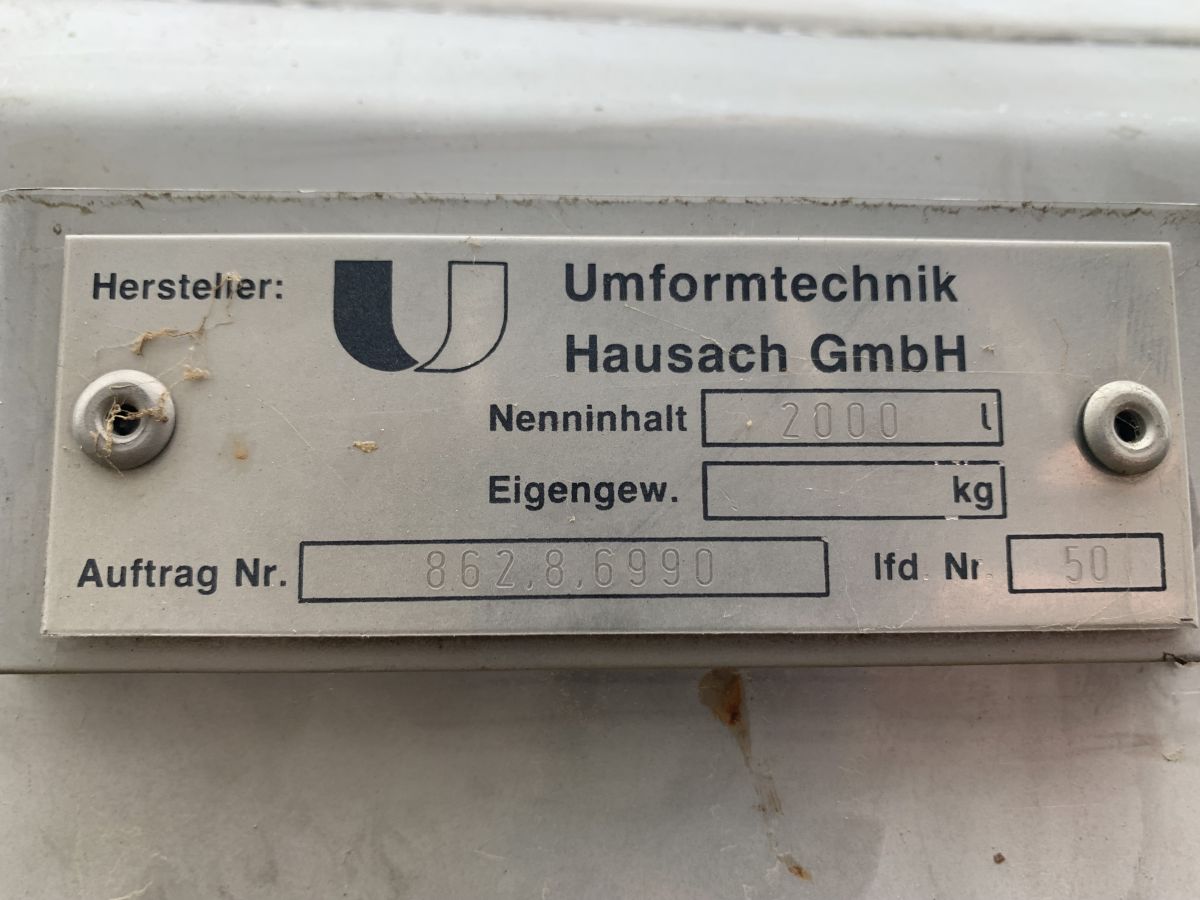 Hersteller: Umformtechnik
Hausach GmbH
Nenninhalt 2000 l
Eigengew. kg
Auftrag Nr. 862.8.6990 lfd. Nr. 50